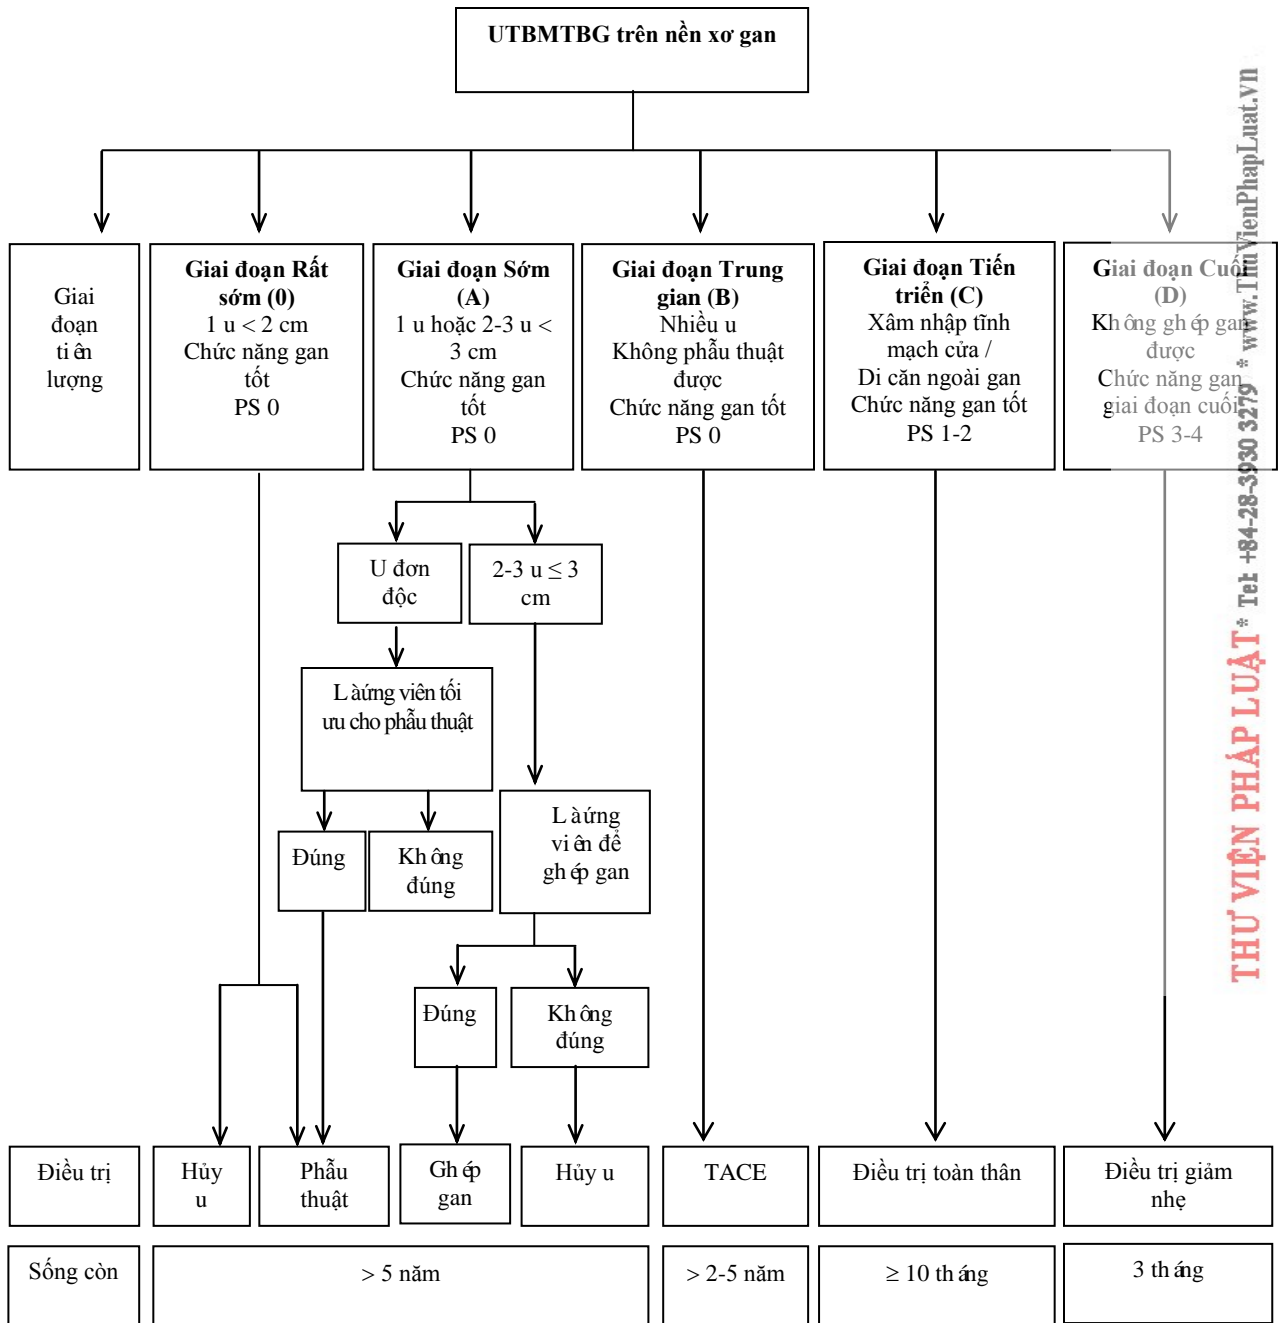 UTBMTBG trên nền xơ gan
Giai
đoạn
tiên
lượng
Giai đoạn Rất
sớm (0)
1 u < 2 cm
Chức năng gan
tốt
PS 0
Giai đoạn Sớm
(A)
1 u hoặc 2-3 u <
3 cm
Chức năng gan
tốt
PS 0
Giai đoạn Trung
gian (B)
Nhiều u
Không phẫu thuật
được
Chức năng gan tốt
PS 0
Giai đoạn Tiến
triển (C)
Xâm nhập tĩnh
mạch cửa /
Di căn ngoài gan
Chức năng gan tốt
PS 1-2
Giai đoạn Cuối
(D)
Không ghép gan
được
Chức năng gan
giai đoạn cuối
PS 3-4
U đơn
độc
2-3 u ≤ 3
cm
Là ứng viên tối
ưu cho phẫu thuật
Là ứng
viên để
ghép gan
Đúng
Không
đúng
Đúng
Không
đúng
Điều trị
Hủy
u
Phẫu
thuật
Ghép
gan
Hủy u
TACE
Điều trị toàn thân
Điều trị giảm
nhẹ
Sống còn
> 5 năm
> 2-5 năm
≥ 10 tháng
3 tháng
THƯ VIỆN PHÁP LUẬT * Tel: +84-28-3930 3279 * www.ThuVienPhapLuat.vn